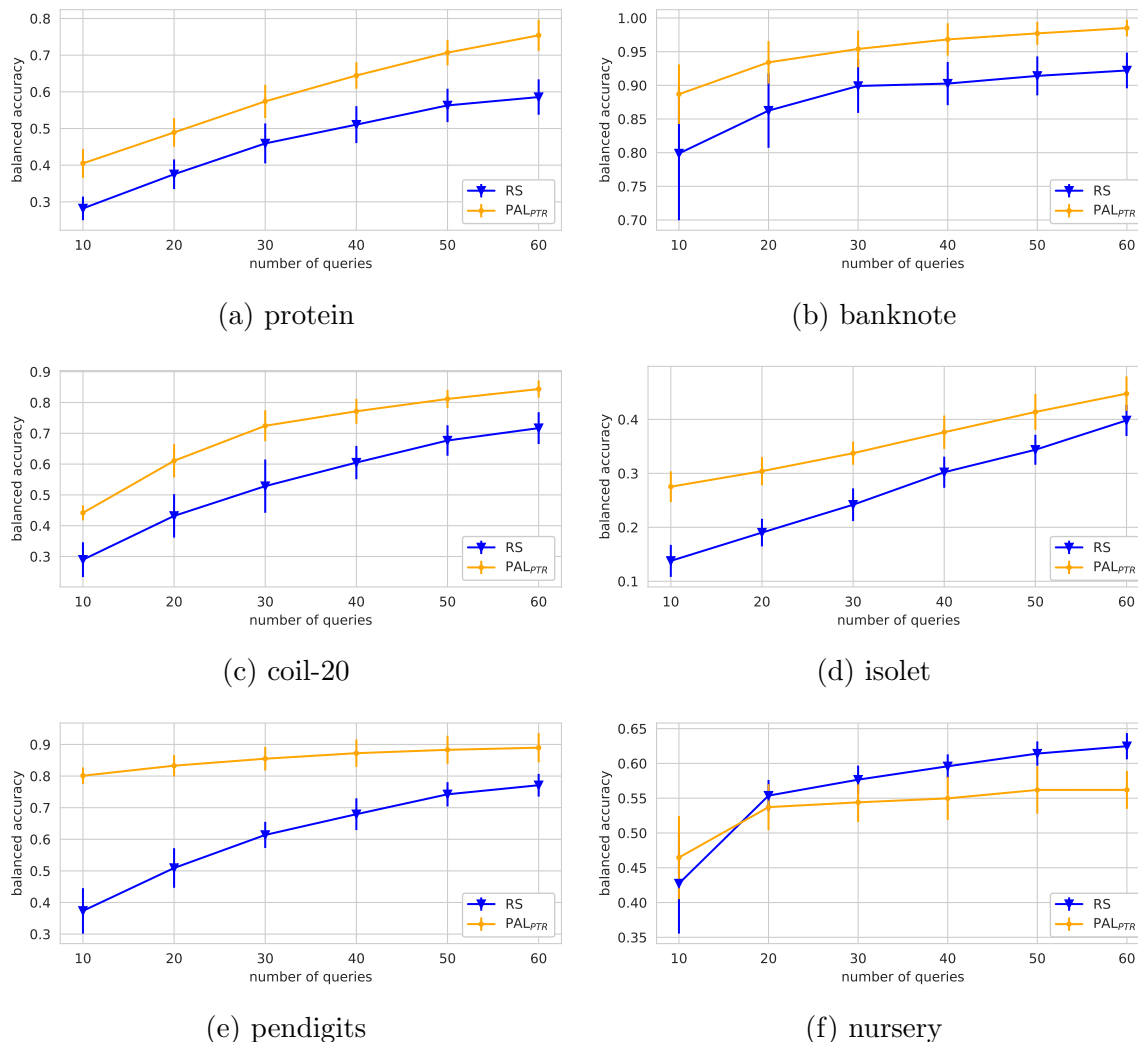 0.8
0.7
0.6
0.5
0.4
0.3
balanced accuracy
10 20 30 40 50 60
number of queries
RS
PAL_PTR
(a) protein
1.00
0.95
0.90
0.85
0.80
0.75
0.70
balanced accuracy
10 20 30 40 50 60
number of queries
RS
PAL_PTR
(b) banknote
0.9
0.8
0.7
0.6
0.5
0.4
0.3
balanced accuracy
10 20 30 40 50 60
number of queries
RS
PAL_PTR
(c) coil-20
0.4
0.3
0.2
0.1
balanced accuracy
10 20 30 40 50 60
number of queries
RS
PAL_PTR
(d) isolet
0.9
0.8
0.7
0.6
0.5
0.4
0.3
balanced accuracy
10 20 30 40 50 60
number of queries
RS
PAL_PTR
(e) pendigits
0.65
0.60
0.55
0.50
0.45
0.40
0.35
balanced accuracy
10 20 30 40 50 60
number of queries
RS
PAL_PTR
(f) nursery